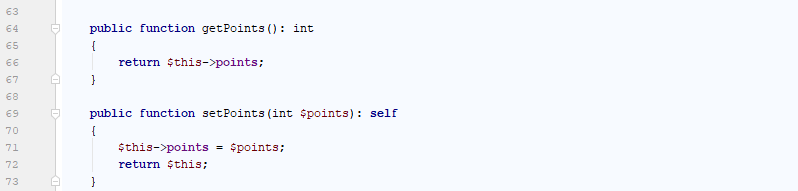 63
64 public function getPoints(): int
65 {
66 return $this->points;
67 }
68
69 public function setPoints(int $points): self
70 {
71 $this->points = $points;
72 return $this;
73 }